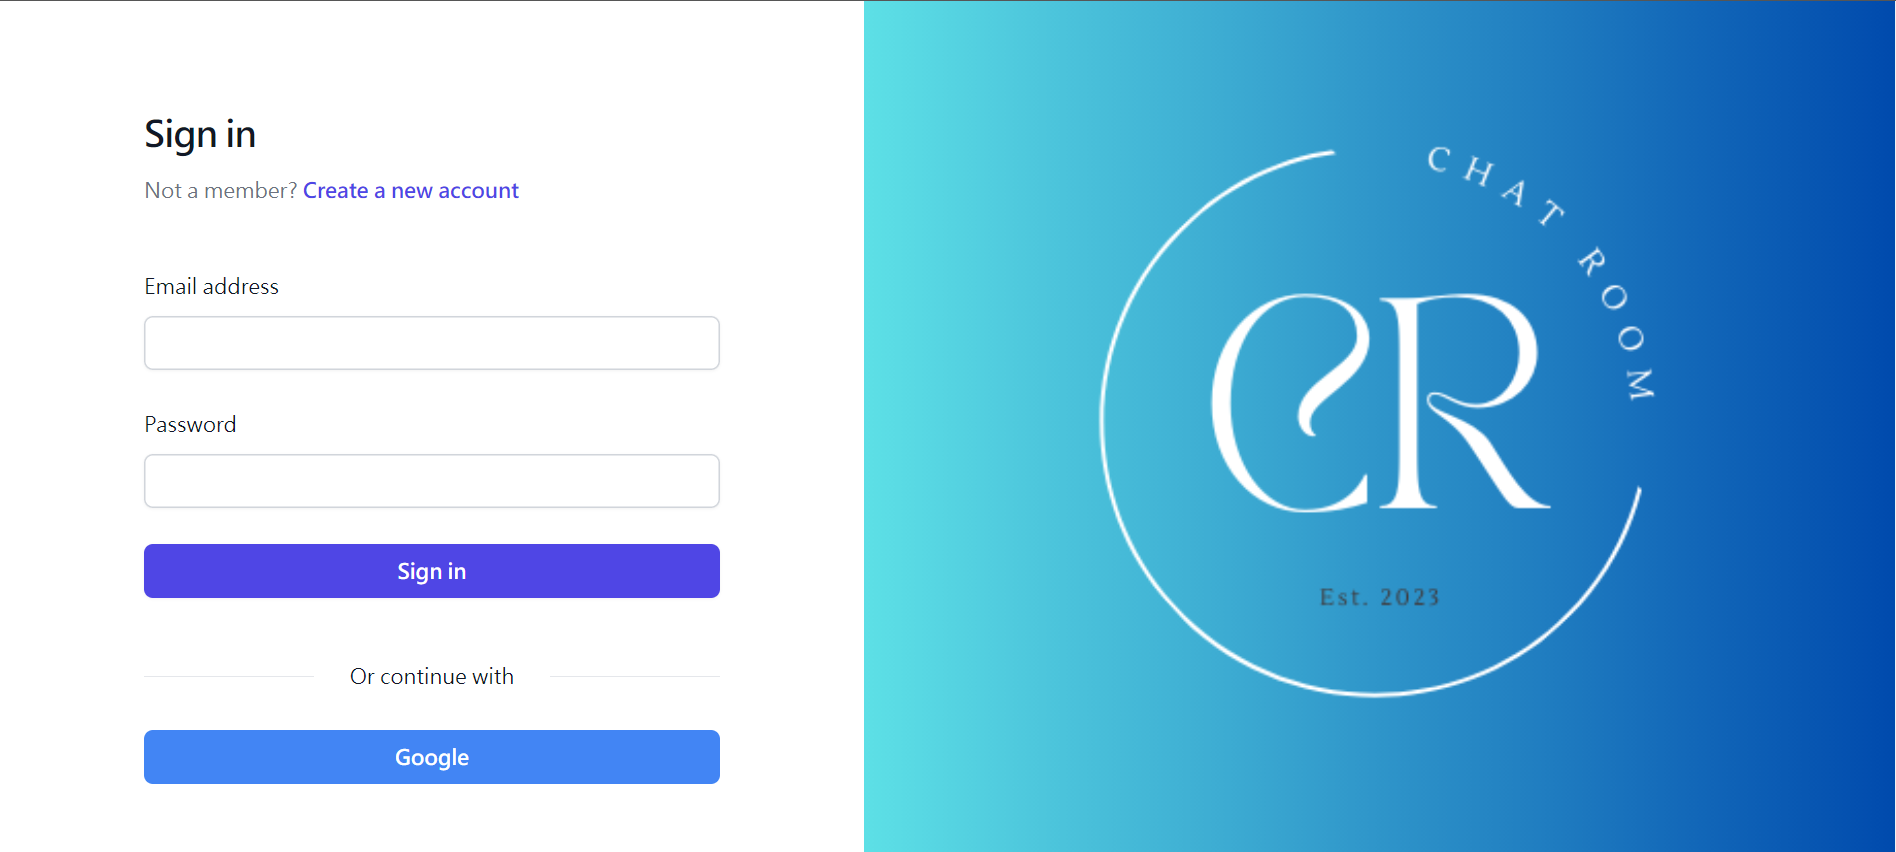 Sign in
Not a member? Create a new account
Email address
Password
Sign in
Or continue with
Google
CHAT ROOM
CR
Est. 2023